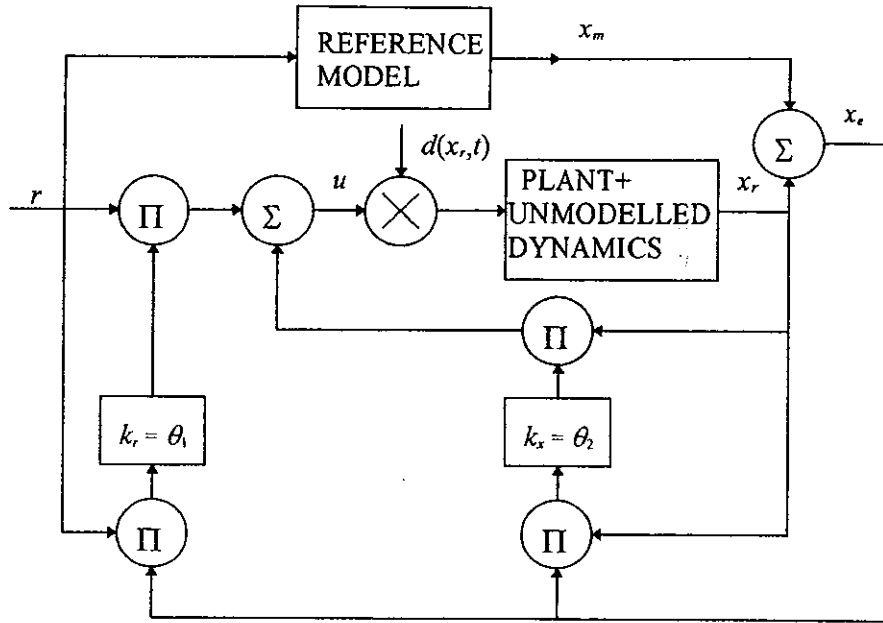 REFERENCE
MODEL
x_m
x_e
Σ
d(x_r,t)
r
Π
Σ
u
PLANT+
UNMODELLED
DYNAMICS
x_r
Π
k_r = θ_1
k_x = θ_2
Π
Π